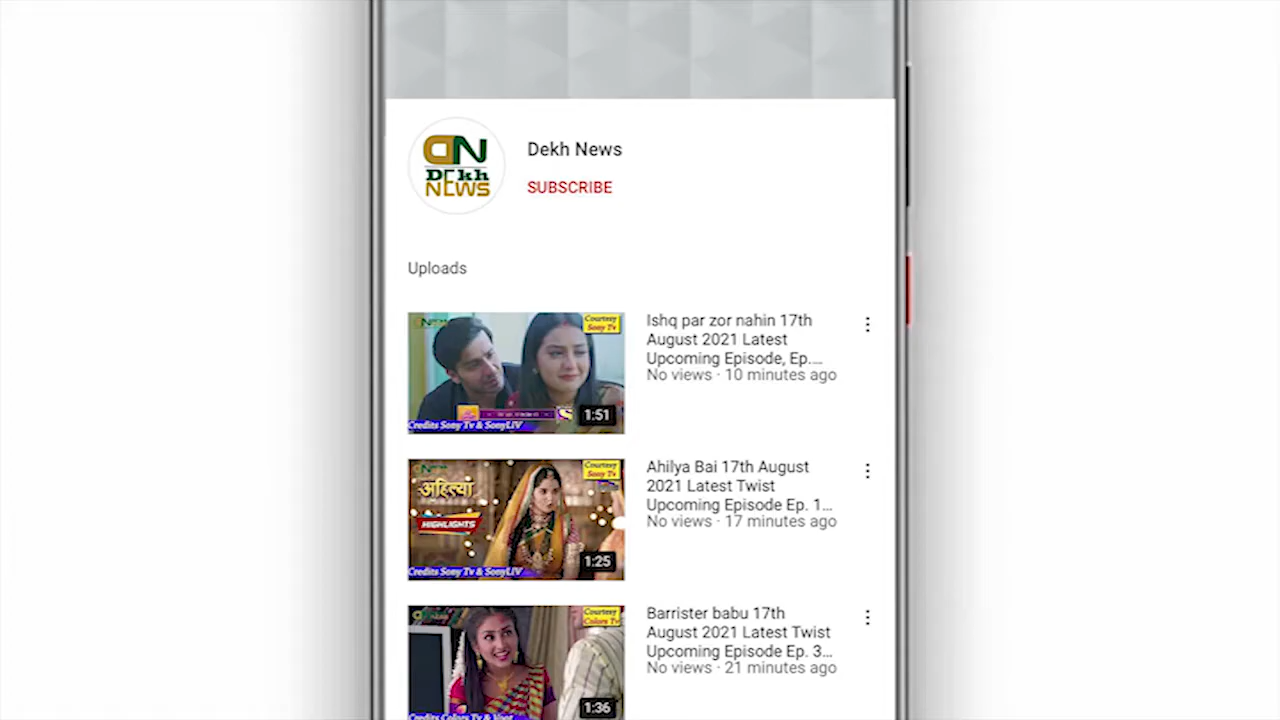 DN
Dekh
NEWS
Dekh News
SUBSCRIBE
Uploads
Courtesy
Sony Tv
1:51
Credits Sony Tv & SonyLIV
Ishq par zor nahin 17th
August 2021 Latest
Upcoming Episode, Ep....
No views · 10 minutes ago
Courtesy
Sony Tv
अहिल्या
HIGHLIGHTS
1:25
Credits Sony Tv & SonyLIV
Ahilya Bai 17th August
2021 Latest Twist
Upcoming Episode Ep. 1...
No views · 17 minutes ago
Courtesy
Colors Tv
1:36
Credits Colors Tv & Voot
Barrister babu 17th
August 2021 Latest Twist
Upcoming Episode Ep. 3...
No views · 21 minutes ago